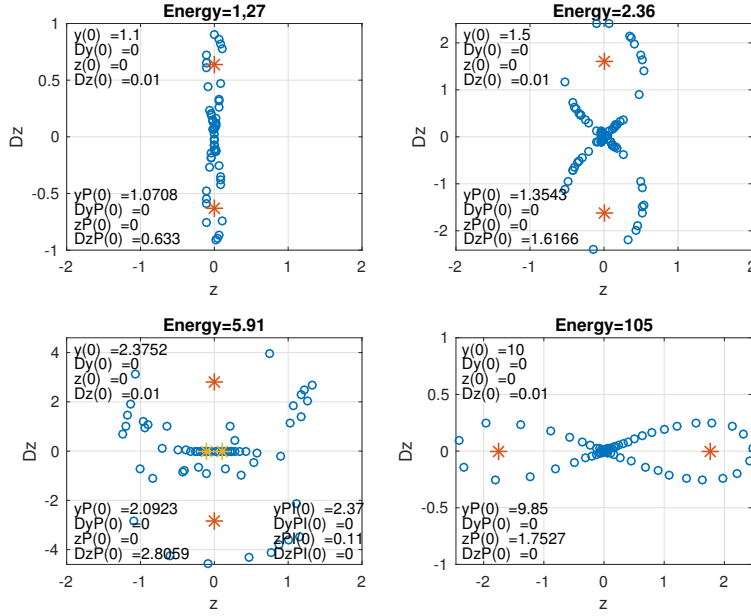 Energy=1,27
y(0) =1.1
Dy(0) =0
z(0) =0
Dz(0) =0.01
yP(0) =1.0708
DyP(0) =0
zP(0) =0
DzP(0) =0.633
1
0.5
0
-0.5
-1
-2 -1 0 1 2
Dz
z
Energy=2.36
y(0) =1.5
Dy(0) =0
z(0) =0
Dz(0) =0.01
yP(0) =1.3543
DyP(0) =0
zP(0) =0
DzP(0) =1.6166
2
1
0
-1
-2
-2 -1 0 1 2
Dz
z
Energy=5.91
y(0) =2.3752
Dy(0) =0
z(0) =0
Dz(0) =0.01
yP(0) =2.0923
DyP(0) =0
zP(0) =0
DzP(0) =2.8059
yPI(0) =2.37
DyPI(0) =0
zPI(0) =0.11
DzPI(0) =0
4
2
0
-2
-4
-2 -1 0 1 2
Dz
z
Energy=105
y(0) =10
Dy(0) =0
z(0) =0
Dz(0) =0.01
yP(0) =9.85
DyP(0) =0
zP(0) =1.7527
DzP(0) =0
1
0.5
0
-0.5
-1
-2 -1 0 1 2
Dz
z